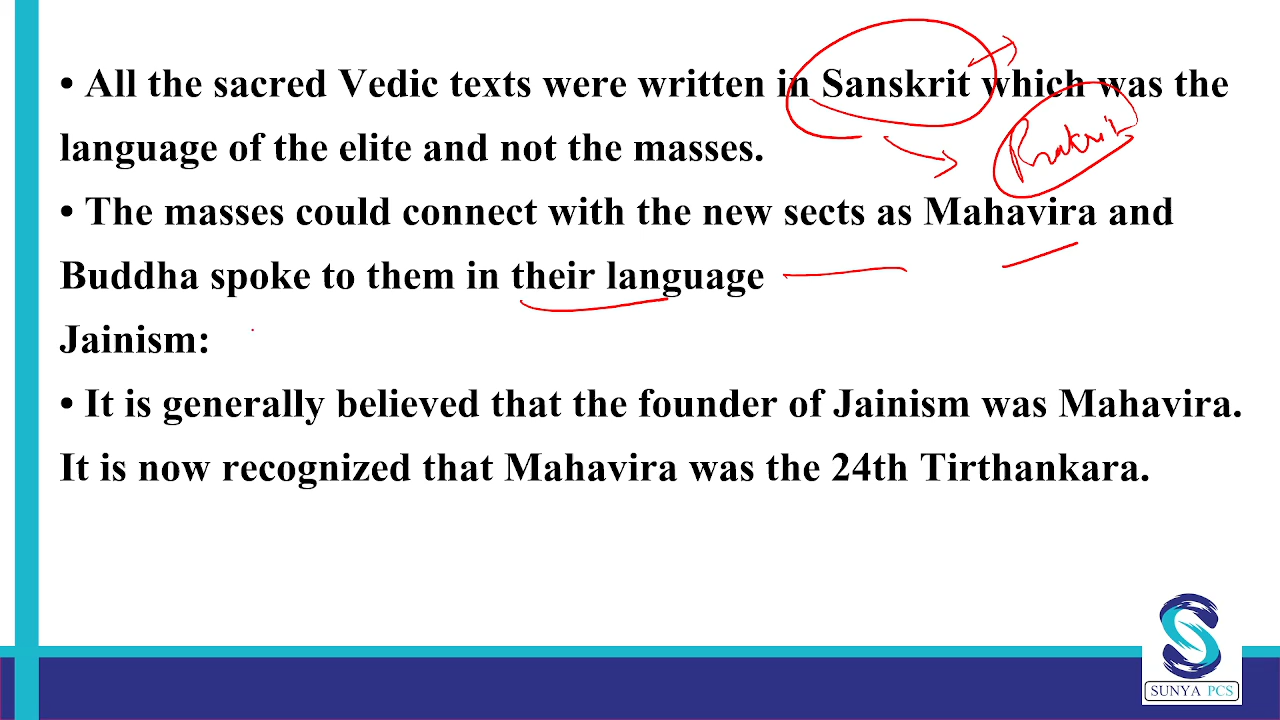 • All the sacred Vedic texts were written in Sanskrit which was the
language of the elite and not the masses.
Prakrit
• The masses could connect with the new sects as Mahavira and
Buddha spoke to them in their language
Jainism:
• It is generally believed that the founder of Jainism was Mahavira.
It is now recognized that Mahavira was the 24th Tirthankara.
SUNYA PCS